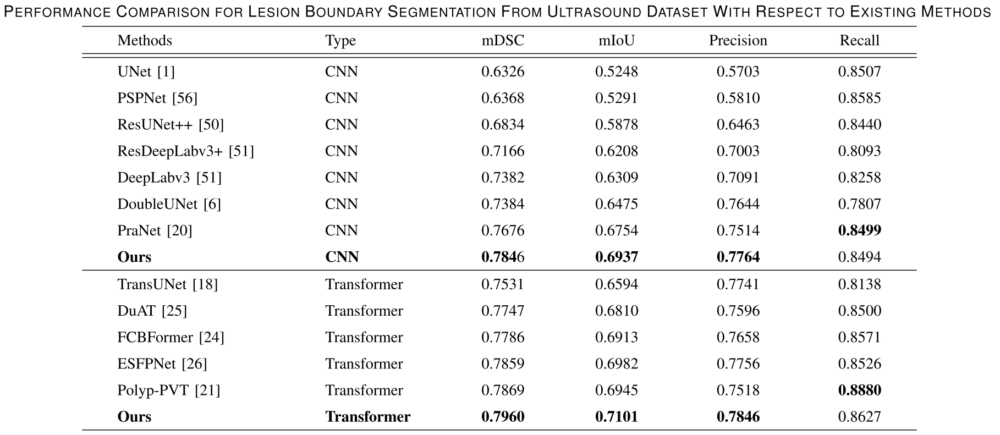 PERFORMANCE COMPARISON FOR LESION BOUNDARY SEGMENTATION FROM ULTRASOUND DATASET WITH RESPECT TO EXISTING METHODS
Methods Type mDSC mIoU Precision Recall
UNet [1] CNN 0.6326 0.5248 0.5703 0.8507
PSPNet [56] CNN 0.6368 0.5291 0.5810 0.8585
ResUNet++ [50] CNN 0.6834 0.5878 0.6463 0.8440
ResDeepLabv3+ [51] CNN 0.7166 0.6208 0.7003 0.8093
DeepLabv3 [51] CNN 0.7382 0.6309 0.7091 0.8258
DoubleUNet [6] CNN 0.7384 0.6475 0.7644 0.7807
PraNet [20] CNN 0.7676 0.6754 0.7514 0.8499
Ours CNN 0.7846 0.6937 0.7764 0.8494
TransUNet [18] Transformer 0.7531 0.6594 0.7741 0.8138
DuAT [25] Transformer 0.7747 0.6810 0.7596 0.8500
FCBFormer [24] Transformer 0.7786 0.6913 0.7658 0.8571
ESFPNet [26] Transformer 0.7859 0.6982 0.7756 0.8526
Polyp-PVT [21] Transformer 0.7869 0.6945 0.7518 0.8880
Ours Transformer 0.7960 0.7101 0.7846 0.8627